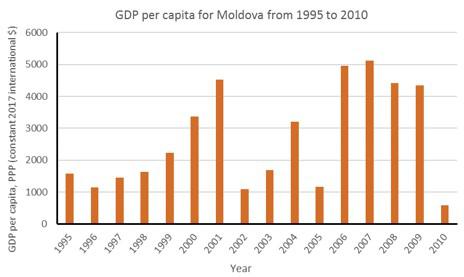 GDP per capita for Moldova from 1995 to 2010
GDP per capita, PPP (constant 2017 international $)
6000
5000
4000
3000
2000
1000
0
1995 1996 1997 1998 1999 2000 2001 2002 2003 2004 2005 2006 2007 2008 2009 2010
Year